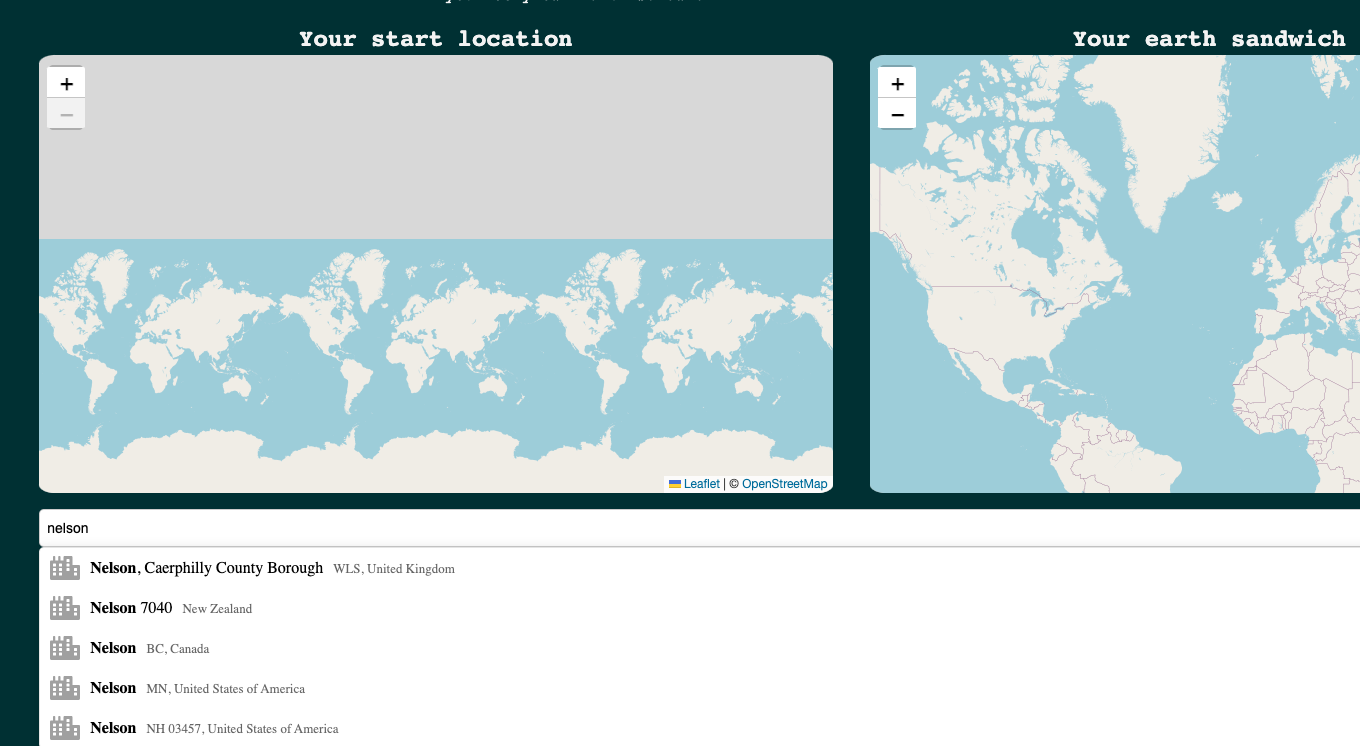 Your start location
Your earth sandwich
+
−
+
−
Leaflet | © OpenStreetMap
nelson
Nelson, Caerphilly County Borough WLS, United Kingdom
Nelson 7040 New Zealand
Nelson BC, Canada
Nelson MN, United States of America
Nelson NH 03457, United States of America